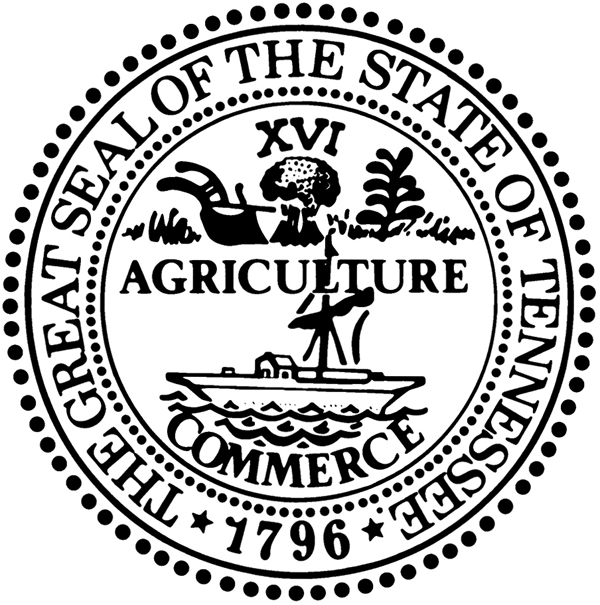 THE GREAT SEAL OF THE STATE OF TENNESSEE
XVI
AGRICULTURE
COMMERCE
★ 1796 ★